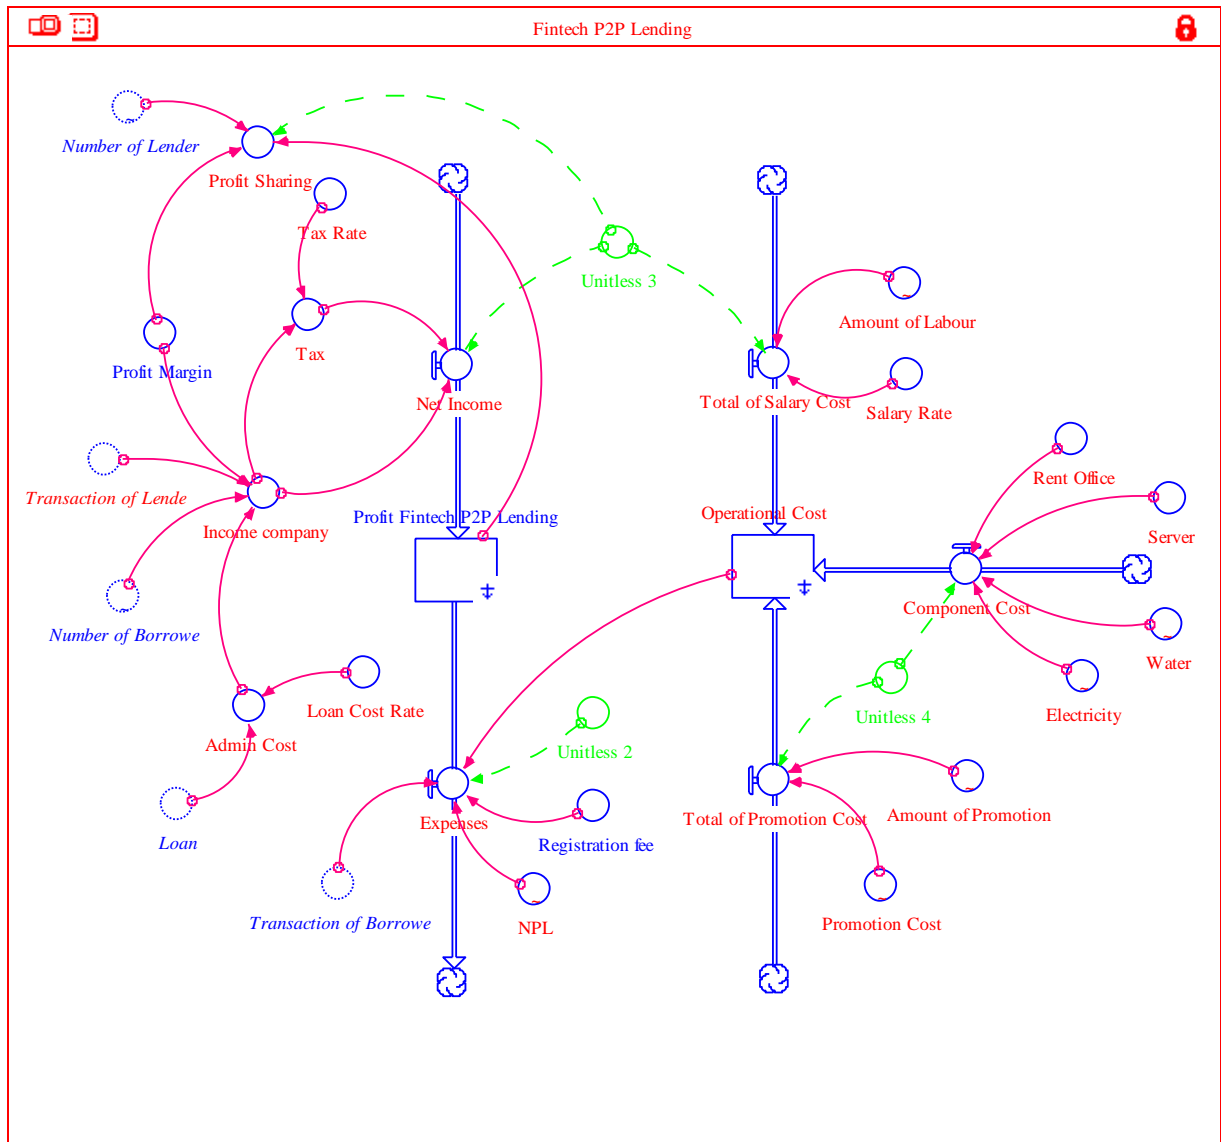 Fintech P2P Lending
Number of Lender
Profit Sharing
Tax Rate
Unitless 3
Amount of Labour
Tax
Profit Margin
Net Income
Total of Salary Cost
Salary Rate
Rent Office
Transaction of Lende
Income company
Profit Fintech P2P Lending
Operational Cost
Server
Component Cost
Number of Borrowe
Water
Loan Cost Rate
Electricity
Unitless 4
Admin Cost
Unitless 2
Expenses
Total of Promotion Cost
Amount of Promotion
Loan
Registration fee
Transaction of Borrowe
NPL
Promotion Cost